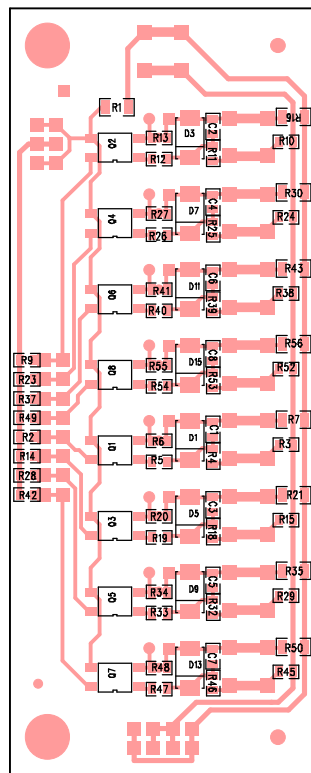 R1
R13 D3 C2 R16
Q2 R12 R11 R10
R27 D7 C4 R30
Q4 R26 R25 R24
R41 D11 C6 R43
Q6 R40 R39 R38
R9 R55 D15 C8 R56
R23 Q8 R54 R53 R52
R37
R49 R6 D1 C1 R7
R2 Q1 R5 R4 R3
R14
R28 R20 D5 C3 R21
R42 Q3 R19 R18 R15
R34 D9 C5 R35
Q5 R33 R32 R29
R48 D13 C7 R50
Q7 R47 R46 R45